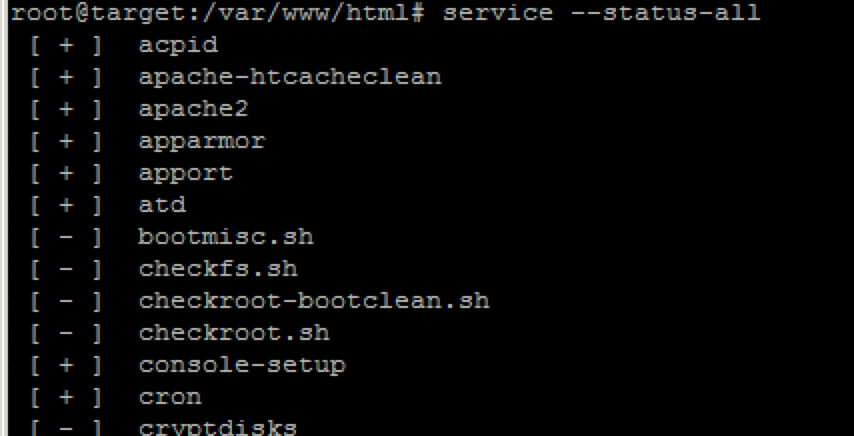 root@target:/var/www/html# service --status-all
[ + ]  acpid
[ + ]  apache-htcacheclean
[ + ]  apache2
[ + ]  apparmor
[ + ]  apport
[ + ]  atd
[ - ]  bootmisc.sh
[ - ]  checkfs.sh
[ - ]  checkroot-bootclean.sh
[ - ]  checkroot.sh
[ + ]  console-setup
[ + ]  cron
[ - ]  cryptdisks